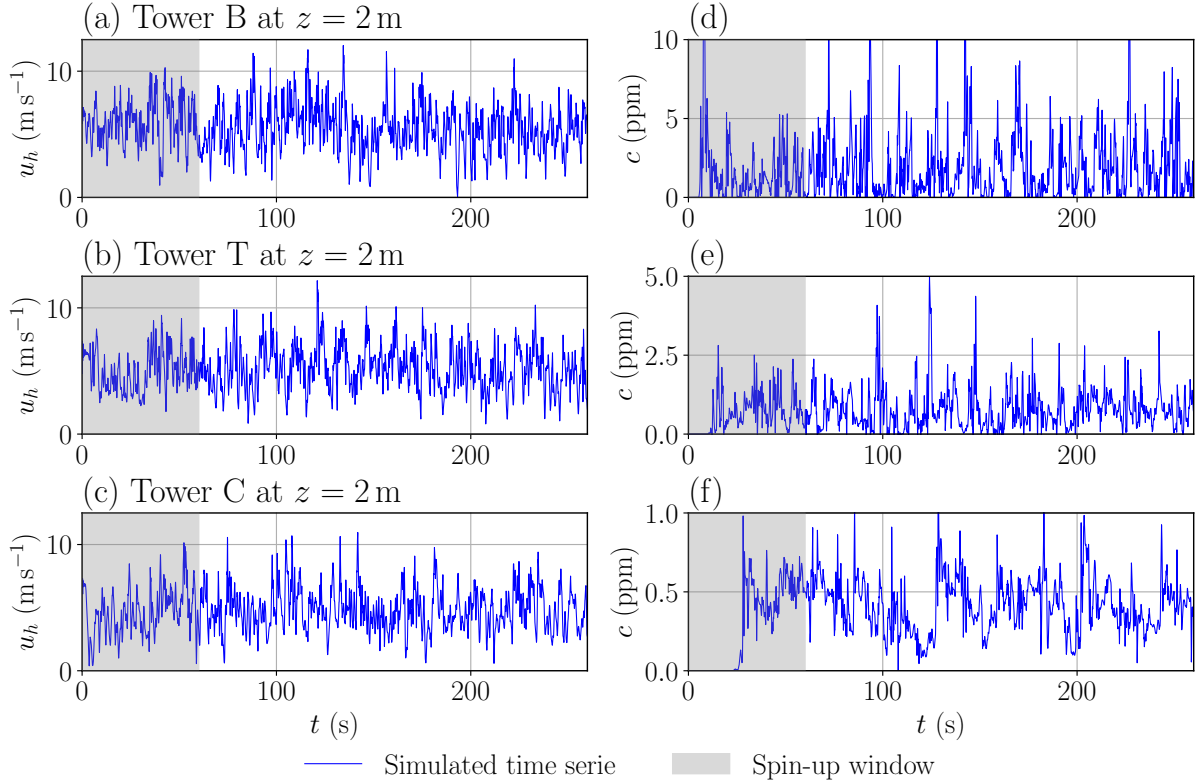 (a) Tower B at z = 2 m
u_h (m s⁻¹)
10
0
0 100 200
(d)
c (ppm)
10
5
0
0 100 200
(b) Tower T at z = 2 m
u_h (m s⁻¹)
10
0
0 100 200
(e)
c (ppm)
5.0
2.5
0.0
0 100 200
(c) Tower C at z = 2 m
u_h (m s⁻¹)
10
0
0 100 200
t (s)
(f)
c (ppm)
1.0
0.5
0.0
0 100 200
t (s)
Simulated time serie
Spin-up window